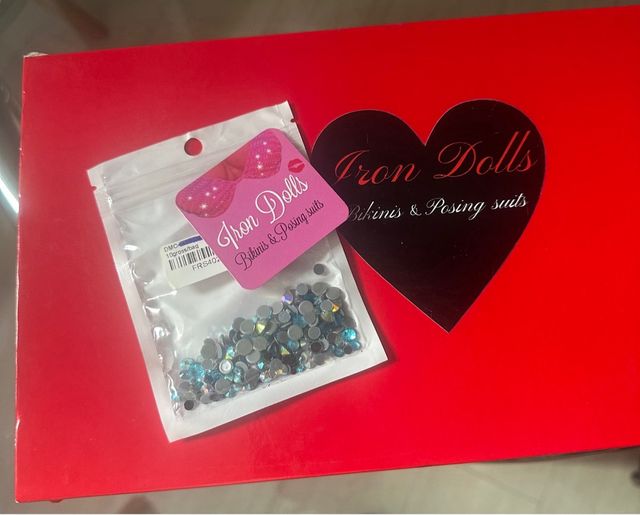 Iron Dolls
Bikinis & Posing suits
DMC
10gross/bag
Iron Dolls
Bikinis & Posing suits